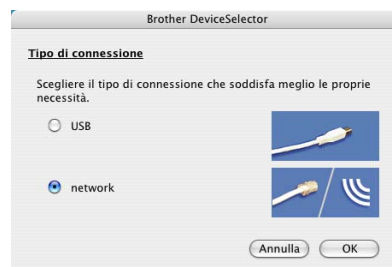 Brother DeviceSelector
Tipo di connessione
Scegliere il tipo di connessione che soddisfa meglio le proprie
necessità.
USB
network
Annulla
OK